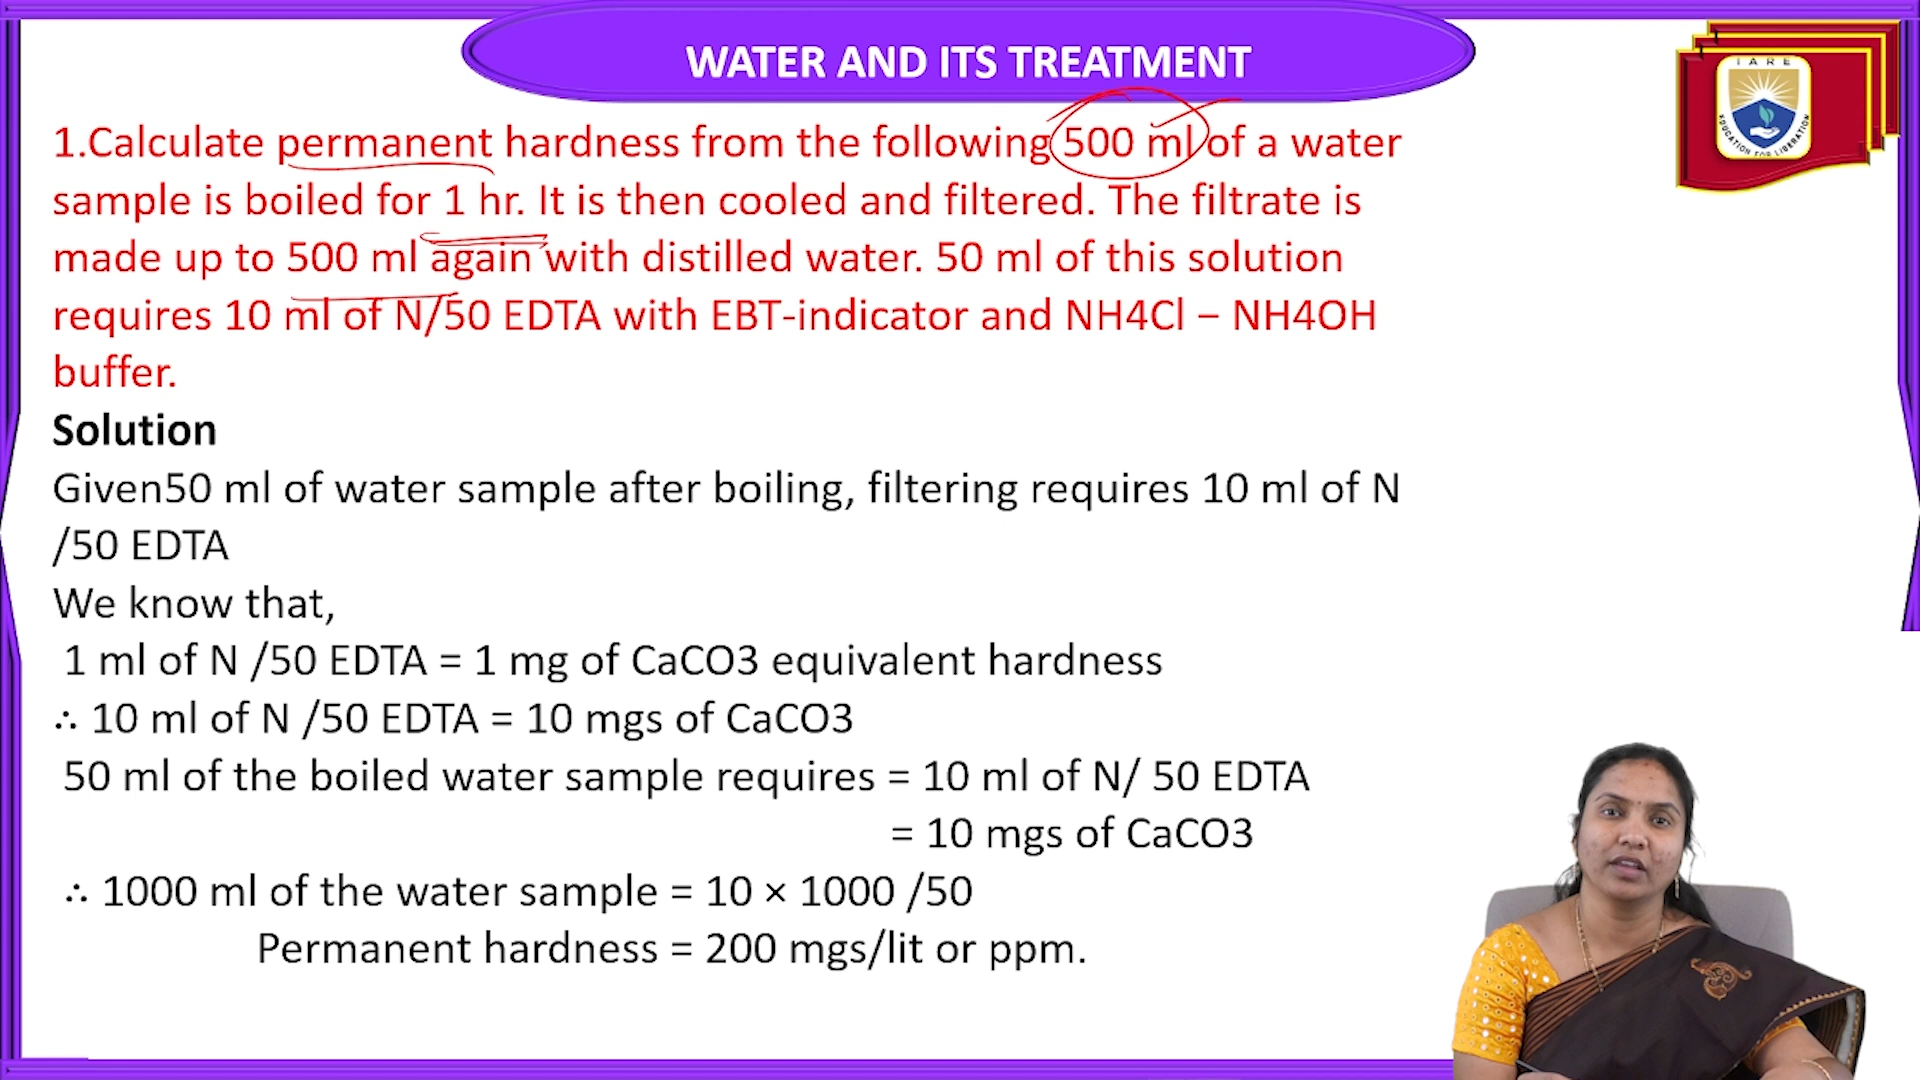 WATER AND ITS TREATMENT
IARE
EDUCATION FOR LIBERATION
1.Calculate permanent hardness from the following 500 ml of a water
sample is boiled for 1 hr. It is then cooled and filtered. The filtrate is
made up to 500 ml again with distilled water. 50 ml of this solution
requires 10 ml of N/50 EDTA with EBT-indicator and NH4Cl – NH4OH
buffer.
Solution
Given50 ml of water sample after boiling, filtering requires 10 ml of N
/50 EDTA
We know that,
1 ml of N /50 EDTA = 1 mg of CaCO3 equivalent hardness
∴ 10 ml of N /50 EDTA = 10 mgs of CaCO3
50 ml of the boiled water sample requires = 10 ml of N/ 50 EDTA
= 10 mgs of CaCO3
∴ 1000 ml of the water sample = 10 × 1000 /50
Permanent hardness = 200 mgs/lit or ppm.